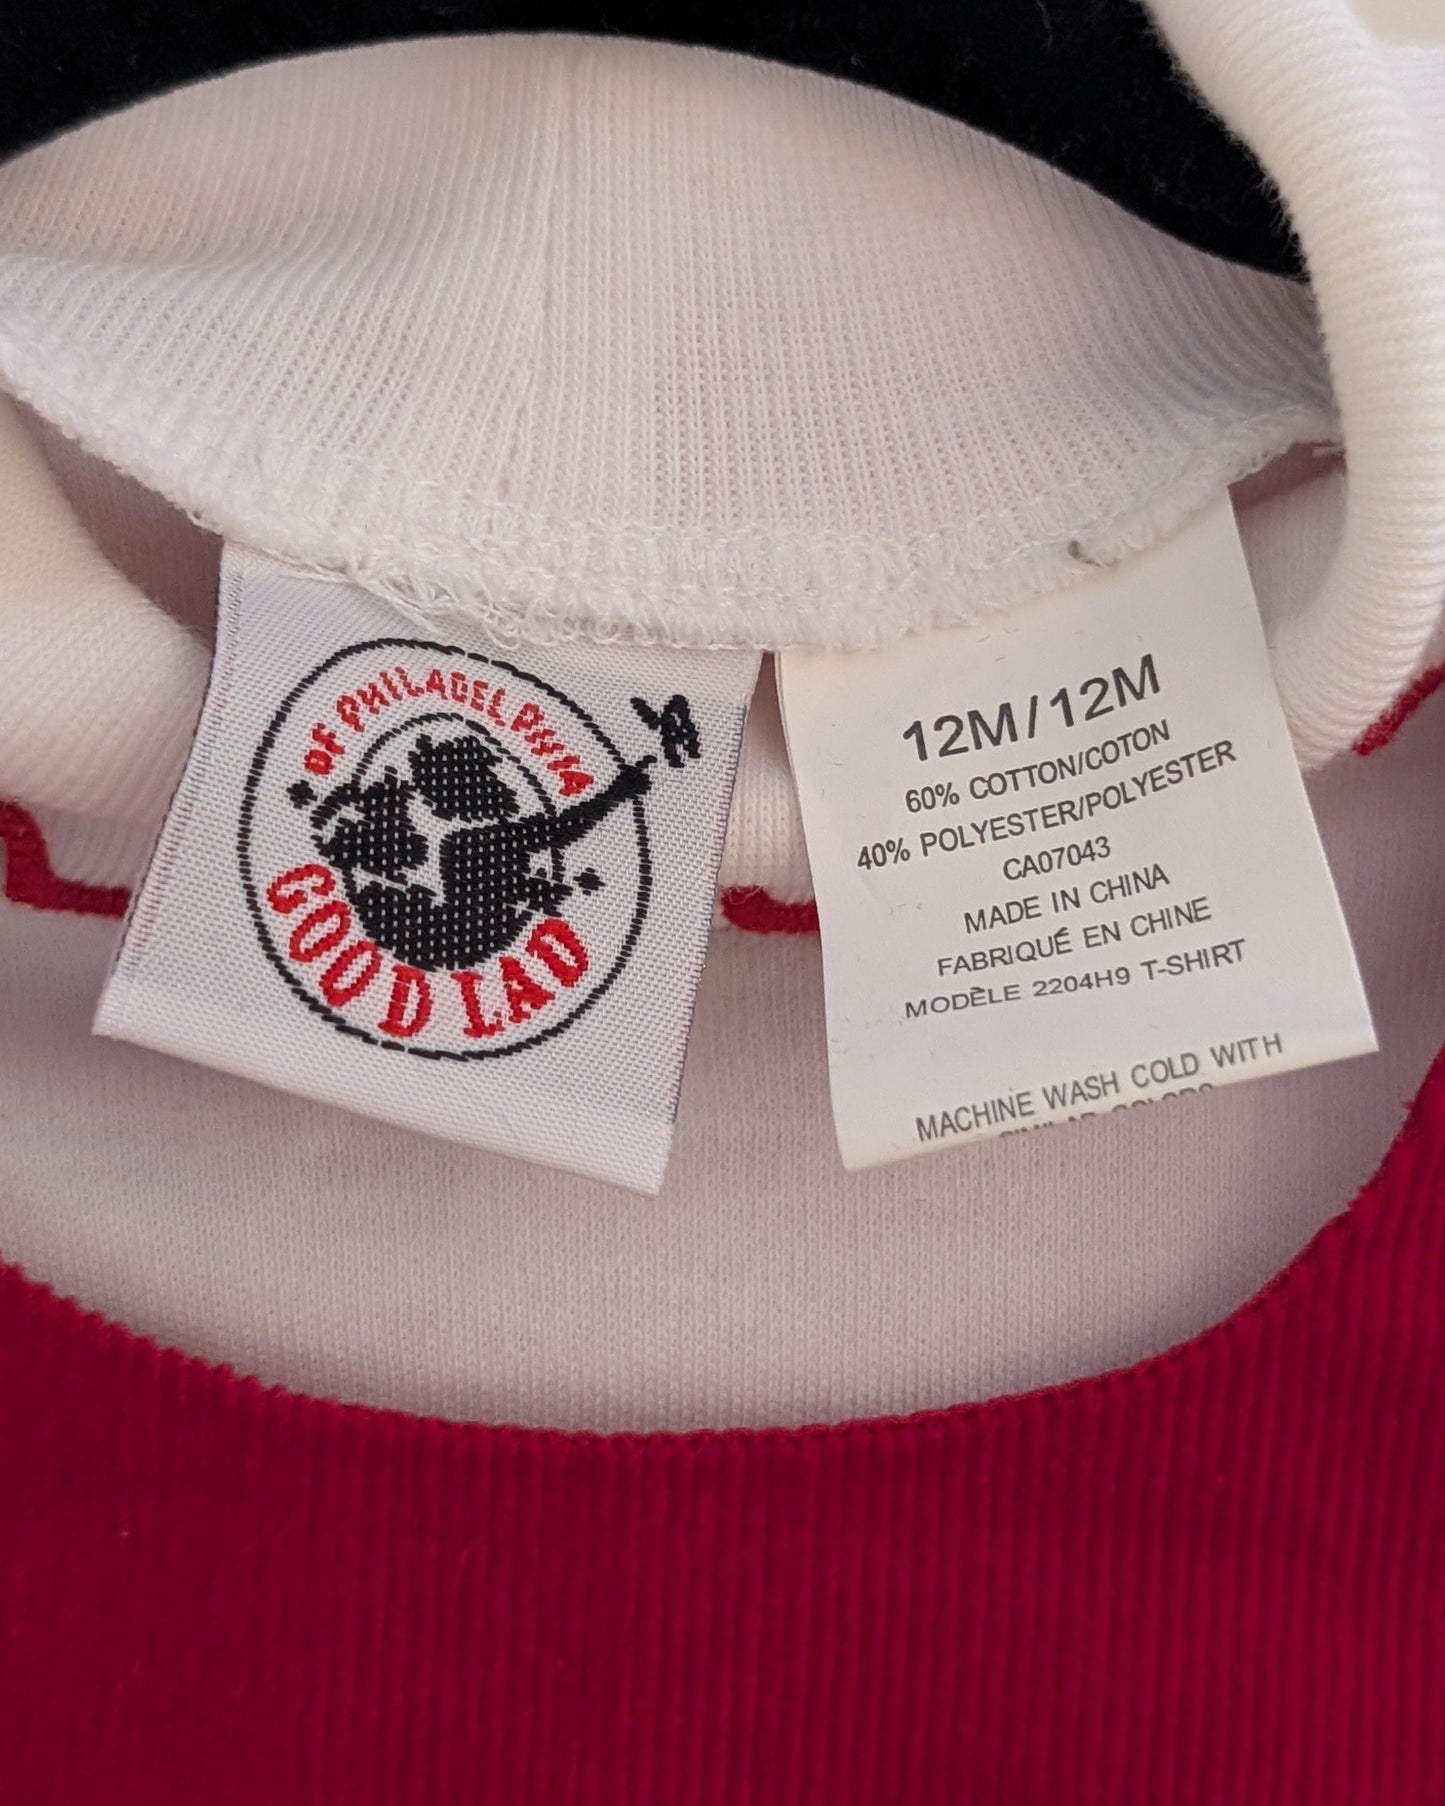 OF PHILADELPHIA
GOOD LAD
12M/12M
60% COTTON/COTON
40% POLYESTER/POLYESTER
CA07043
MADE IN CHINA
FABRIQUÉ EN CHINE
MODÈLE 2204H9 T-SHIRT
MACHINE WASH COLD WITH